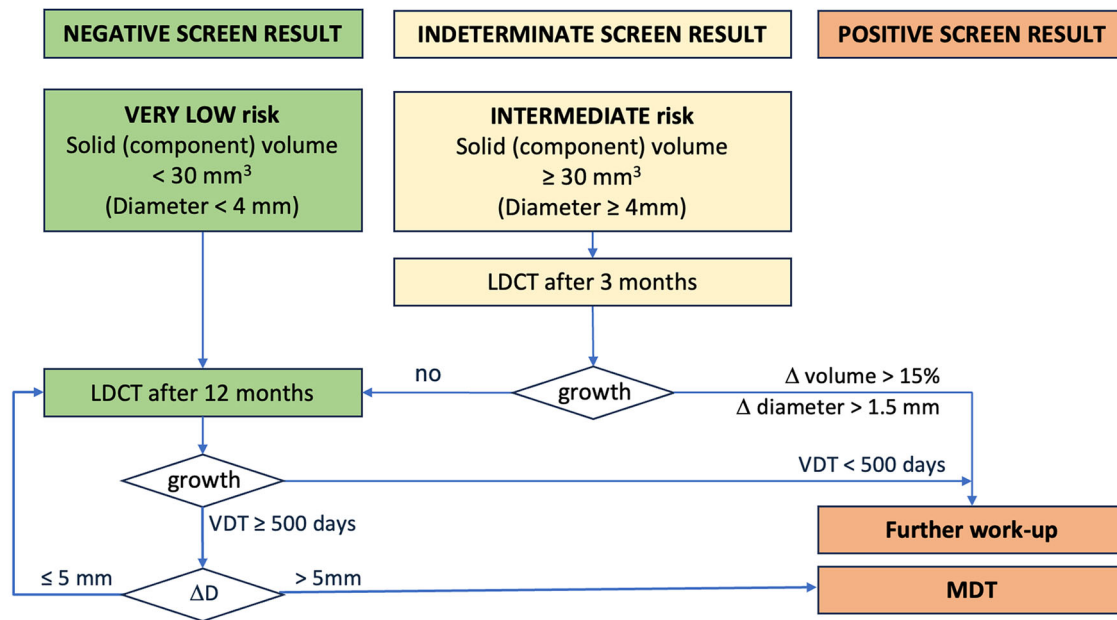 NEGATIVE SCREEN RESULT
INDETERMINATE SCREEN RESULT
POSITIVE SCREEN RESULT
VERY LOW risk
Solid (component) volume
< 30 mm³
(Diameter < 4 mm)
INTERMEDIATE risk
Solid (component) volume
≥ 30 mm³
(Diameter ≥ 4mm)
LDCT after 3 months
LDCT after 12 months
no
growth
Δ volume > 15%
Δ diameter > 1.5 mm
growth
VDT < 500 days
VDT ≥ 500 days
Further work-up
≤ 5 mm
ΔD
> 5mm
MDT